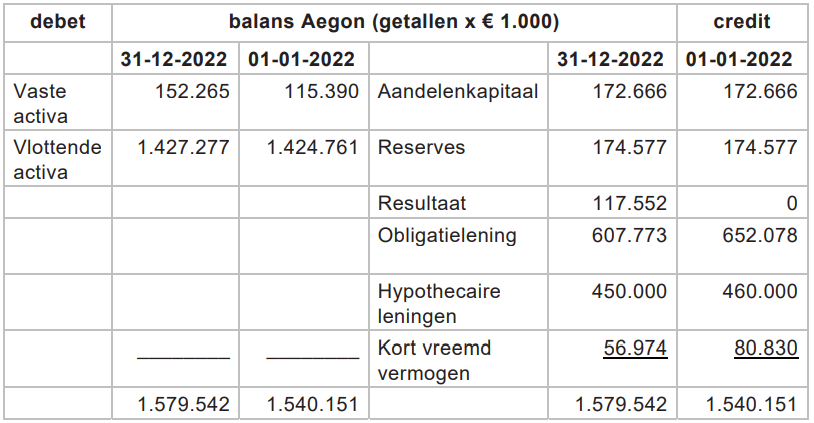 debet balans Aegon (getallen x € 1.000) credit
31-12-2022 01-01-2022 31-12-2022 01-01-2022
Vaste activa 152.265 115.390 Aandelenkapitaal 172.666 172.666
Vlottende activa 1.427.277 1.424.761 Reserves 174.577 174.577
Resultaat 117.552 0
Obligatielening 607.773 652.078
Hypothecaire leningen 450.000 460.000
Kort vreemd vermogen 56.974 80.830
1.579.542 1.540.151 1.579.542 1.540.151